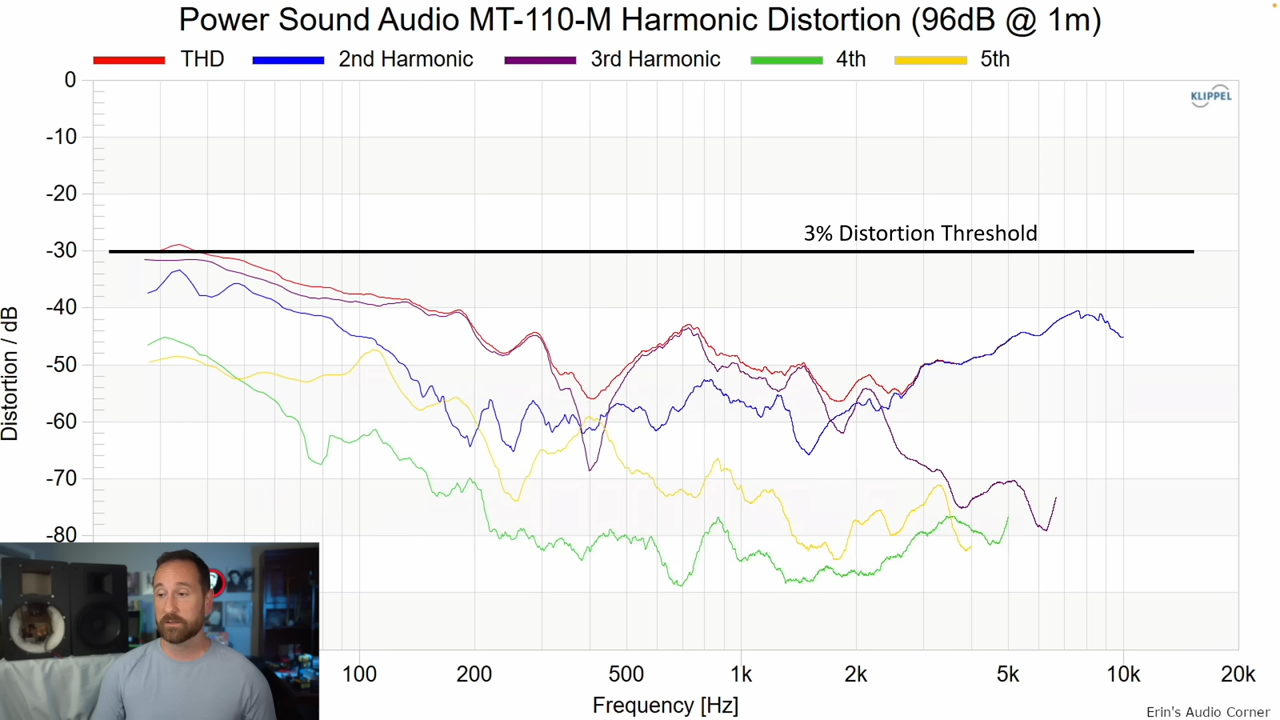 Power Sound Audio MT-110-M Harmonic Distortion (96dB @ 1m)
THD 2nd Harmonic 3rd Harmonic 4th 5th
KLIPPEL
0
-10
-20
-30
-40
-50
-60
-70
-80
Distortion / dB
3% Distortion Threshold
100 200 500 1k 2k 5k 10k 20k
Frequency [Hz]
Erin's Audio Corner